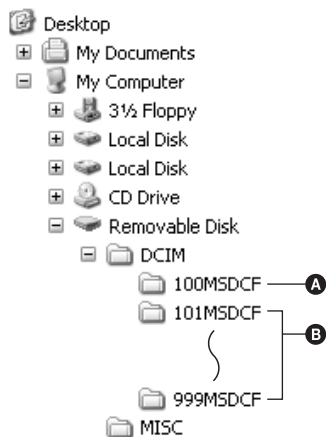 Desktop
My Documents
My Computer
3½ Floppy
Local Disk
Local Disk
CD Drive
Removable Disk
DCIM
100MSDCF A
101MSDCF
B
999MSDCF
MISC